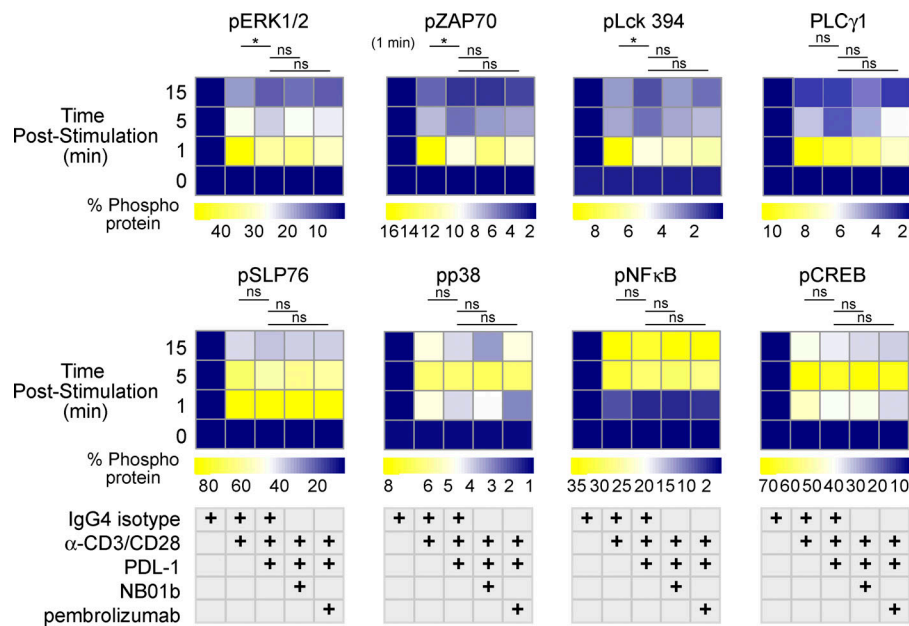 pERK1/2 pZAP70 pLck 394 PLCγ1
* (1 min) * * ns
ns ns ns ns
ns ns ns ns
15
5
1
0
Time
Post-Stimulation
(min)
% Phospho
protein
40 30 20 10 16 14 12 10 8 6 4 2 8 6 4 2 10 8 6 4 2
pSLP76 pp38 pNFκB pCREB
ns ns ns ns
ns ns ns ns
ns ns ns ns
15
5
1
0
Time
Post-Stimulation
(min)
% Phospho
protein
80 60 40 20 8 6 5 4 3 2 1 35 30 25 20 15 10 2 70 60 50 40 30 20 10
IgG4 isotype + + + + + + + + + + + +
α-CD3/CD28 + + + + + + + + + + + + + + + +
PDL-1 + + + + + + + + + + + +
NB01b + + + +
pembrolizumab + + + +